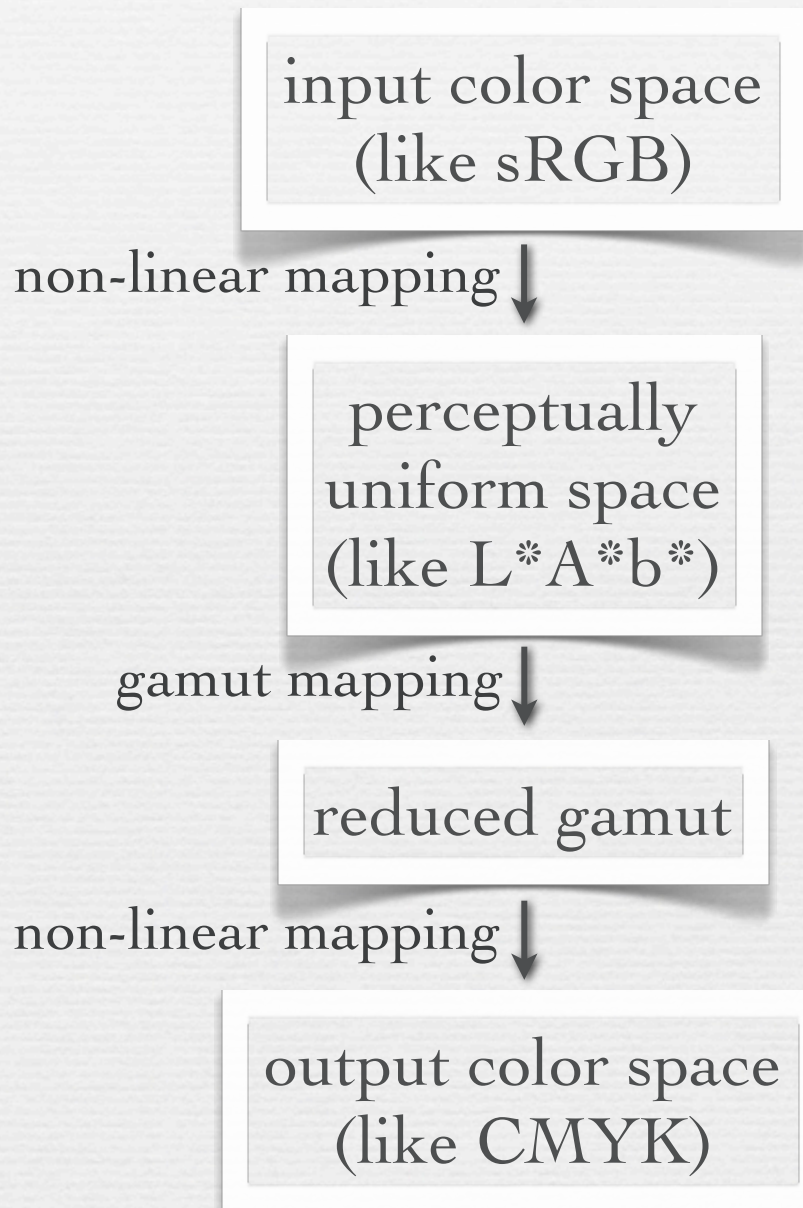 input color space
(like sRGB)
non-linear mapping
perceptually
uniform space
(like L*A*b*)
gamut mapping
reduced gamut
non-linear mapping
output color space
(like CMYK)